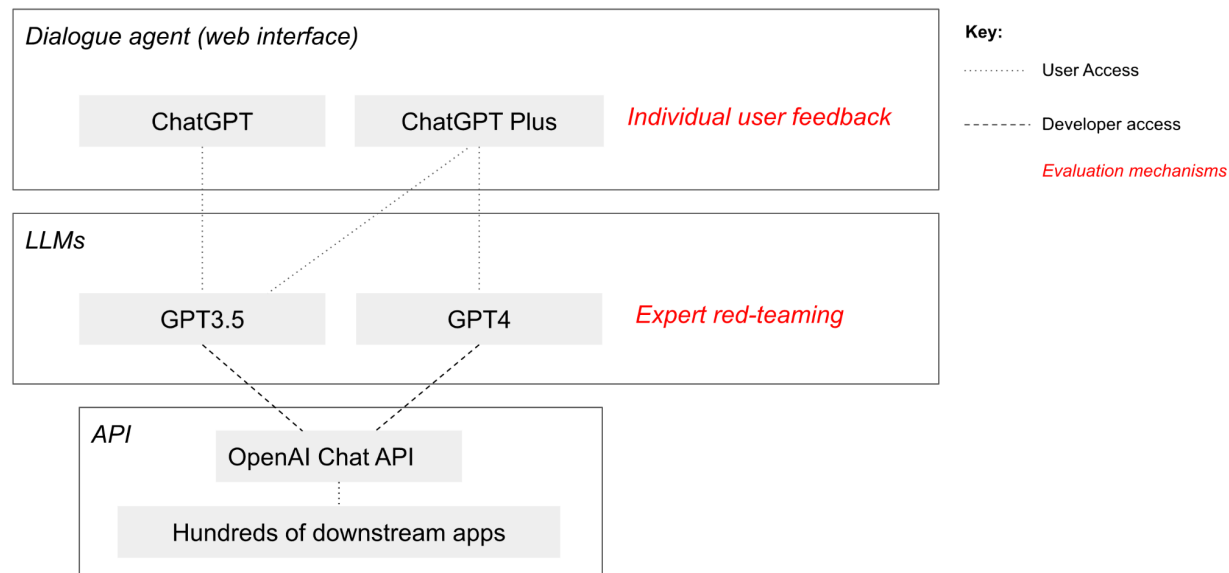 Dialogue agent (web interface)
ChatGPT
ChatGPT Plus
Individual user feedback
Key:
User Access
Developer access
Evaluation mechanisms
LLMs
GPT3.5
GPT4
Expert red-teaming
API
OpenAI Chat API
Hundreds of downstream apps